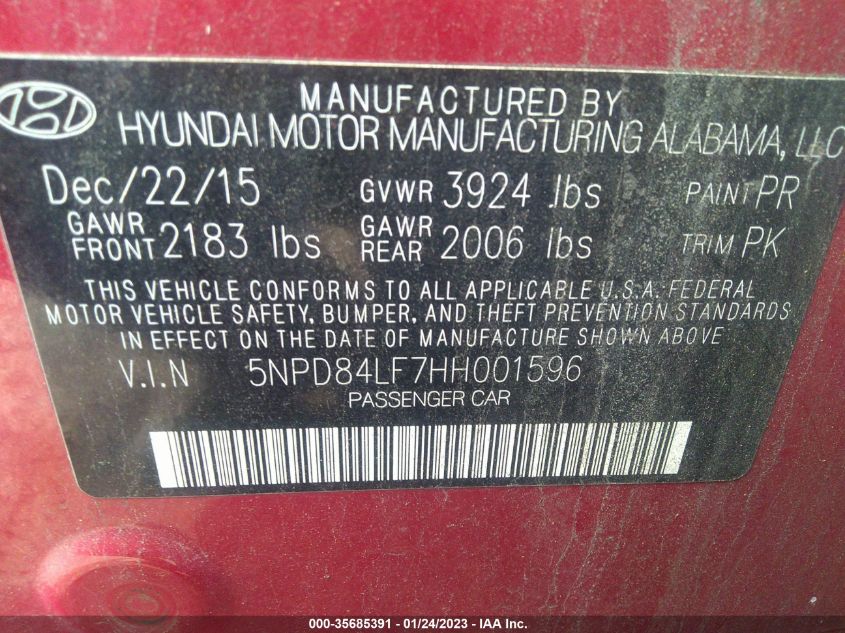 MANUFACTURED BY
HYUNDAI MOTOR MANUFACTURING ALABAMA, LLC
Dec/22/15 GVWR 3924 lbs PAINT PR
GAWR FRONT 2183 lbs GAWR REAR 2006 lbs TRIM PK
THIS VEHICLE CONFORMS TO ALL APPLICABLE U.S.A. FEDERAL
MOTOR VEHICLE SAFETY, BUMPER, AND THEFT PREVENTION STANDARDS
IN EFFECT ON THE DATE OF MANUFACTURE SHOWN ABOVE
V.I.N 5NPD84LF7HH001596
PASSENGER CAR
000-35685391 - 01/24/2023 - IAA Inc.